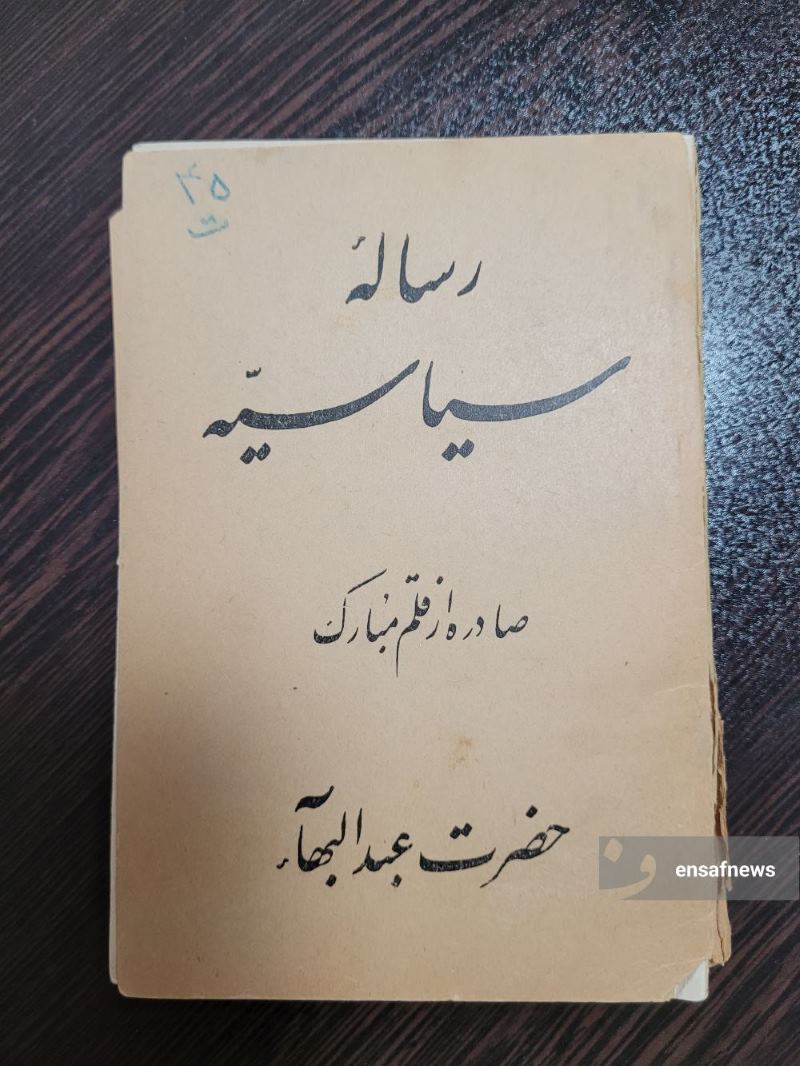 ۴۵
رسالهٔ
سیاسیّه
صادره از قلم مبارک
حضرت عبدالبهآء
ensafnews